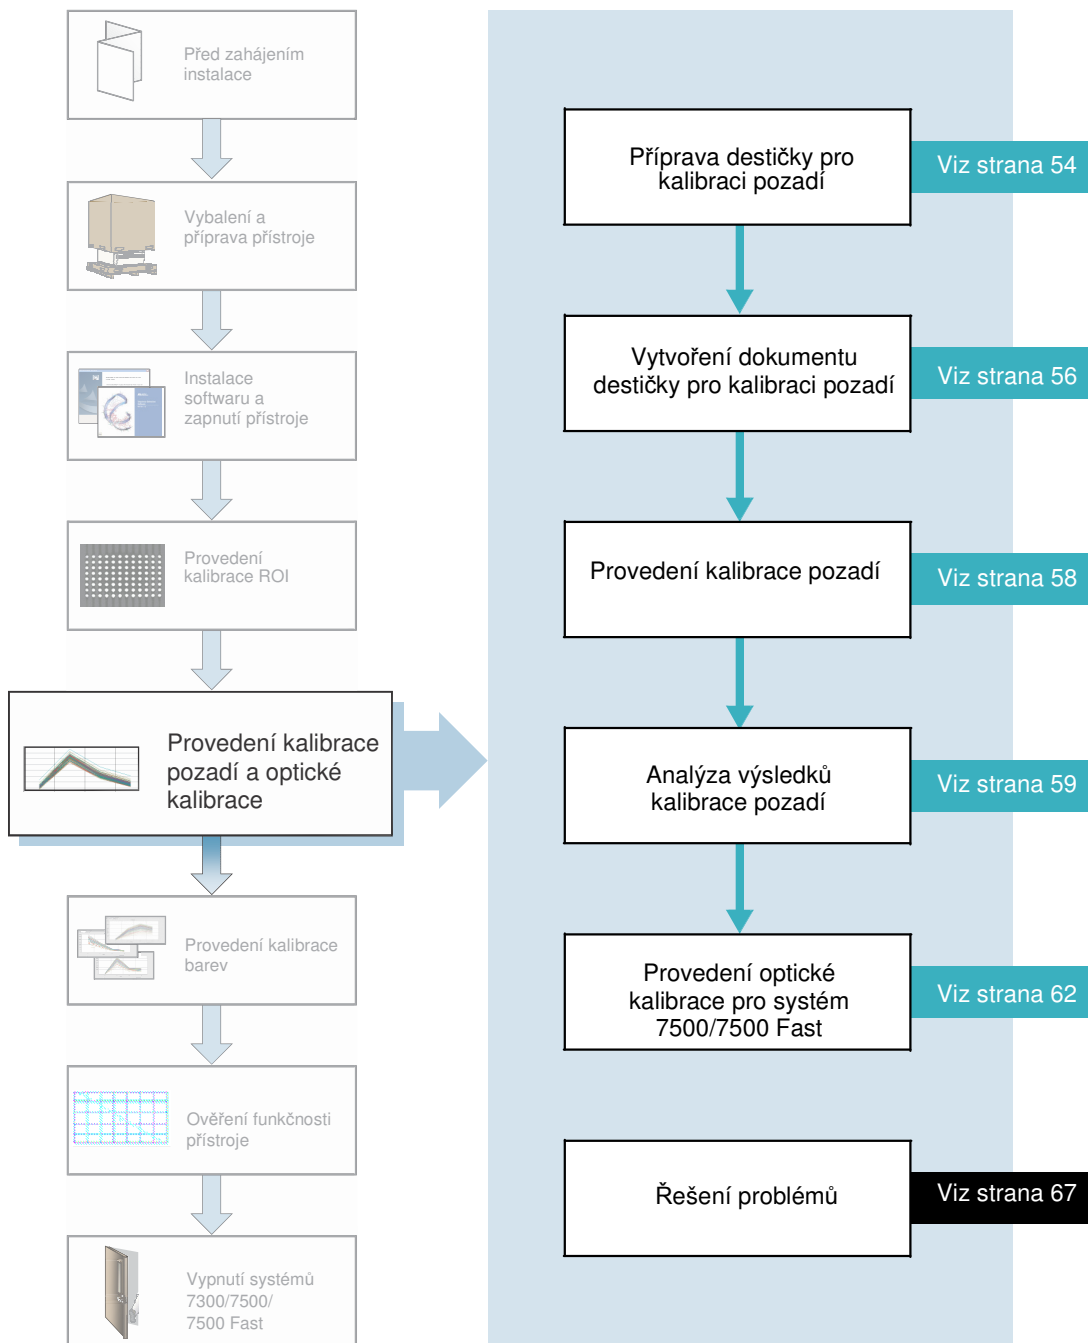 Před zahájením
instalace
Vybalení a
příprava přístroje
Instalace
softwaru a
zapnutí přístroje
Provedení
kalibrace ROI
Provedení kalibrace
pozadí a optické
kalibrace
Provedení kalibrace
barev
Ověření funkčnosti
přístroje
Vypnutí systémů
7300/7500/
7500 Fast
Příprava destičky pro
kalibraci pozadí
Viz strana 54
Vytvoření dokumentu
destičky pro kalibraci pozadí
Viz strana 56
Provedení kalibrace pozadí
Viz strana 58
Analýza výsledků
kalibrace pozadí
Viz strana 59
Provedení optické
kalibrace pro systém
7500/7500 Fast
Viz strana 62
Řešení problémů
Viz strana 67